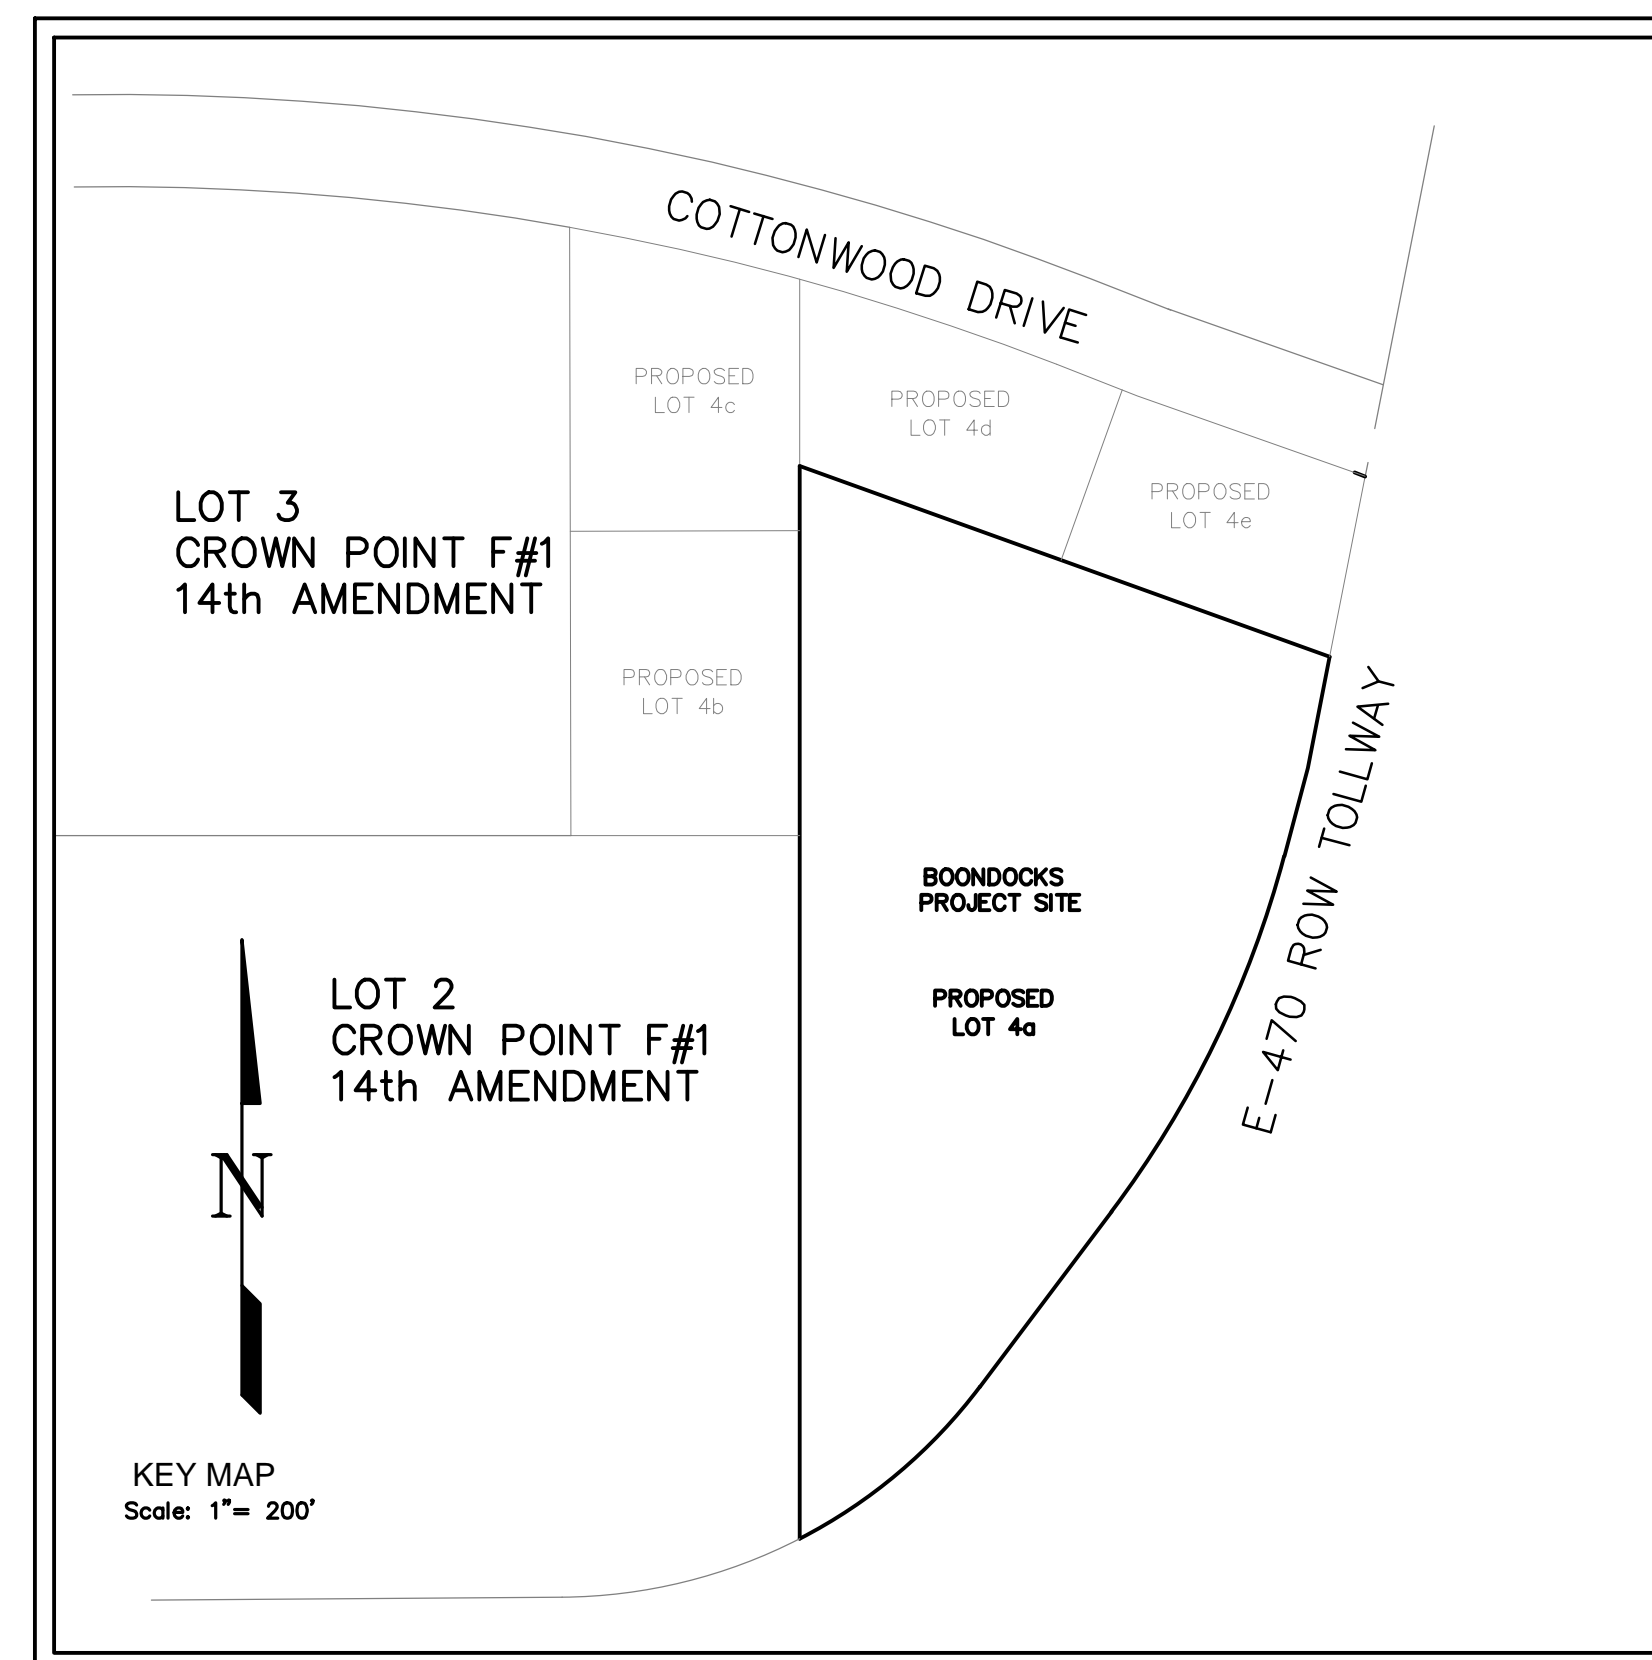 COTTONWOOD DRIVE
PROPOSED
LOT 4c
PROPOSED
LOT 4d
PROPOSED
LOT 4e
LOT 3
CROWN POINT F#1
14th AMENDMENT
PROPOSED
LOT 4b
E-470 ROW TOLLWAY
BOONDOCKS
PROJECT SITE
PROPOSED
LOT 4a
LOT 2
CROWN POINT F#1
14th AMENDMENT
N
KEY MAP
Scale: 1"= 200'